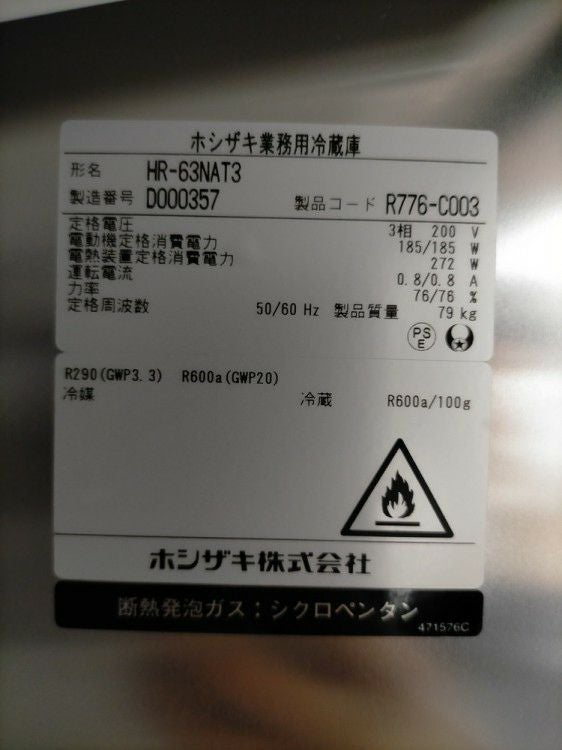 ホシザキ業務用冷蔵庫
形名 HR-63NAT3
製造番号 D000357 製品コード R776-C003
定格電圧 3相 200 V
電動機定格消費電力 185/185 W
電熱装置定格消費電力 272 W
運転電流 0.8/0.8 A
力率 76/76 %
定格周波数 50/60 Hz 製品質量 79 kg
PS
E
R290(GWP3.3) R600a(GWP20)
冷媒 冷蔵 R600a/100g
ホシザキ株式会社
断熱発泡ガス:シクロペンタン
471576C